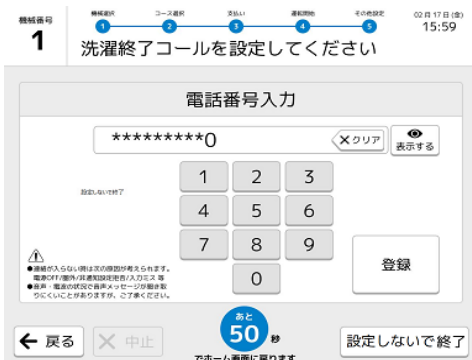 機械番号
1
機械選択
コース選択
支払い
運転開始
その他設定
1
2
3
4
5
02月17日(金)
15:59
洗濯終了コールを設定してください
電話番号入力
*********0
×クリア
表示する
設定しないで終了
1
2
3
4
5
6
7
8
9
0
●連絡が入らない際は次の原因が考えられます。
電源OFF/圏外/非通知設定拒否/入力ミス 等
●音声・電波の状況で音声メッセージが聞き取
りにくいことがありますが、ご了承ください。
登録
← 戻る
× 中止
あと
50 秒
でホーム画面に戻ります
設定しないで終了